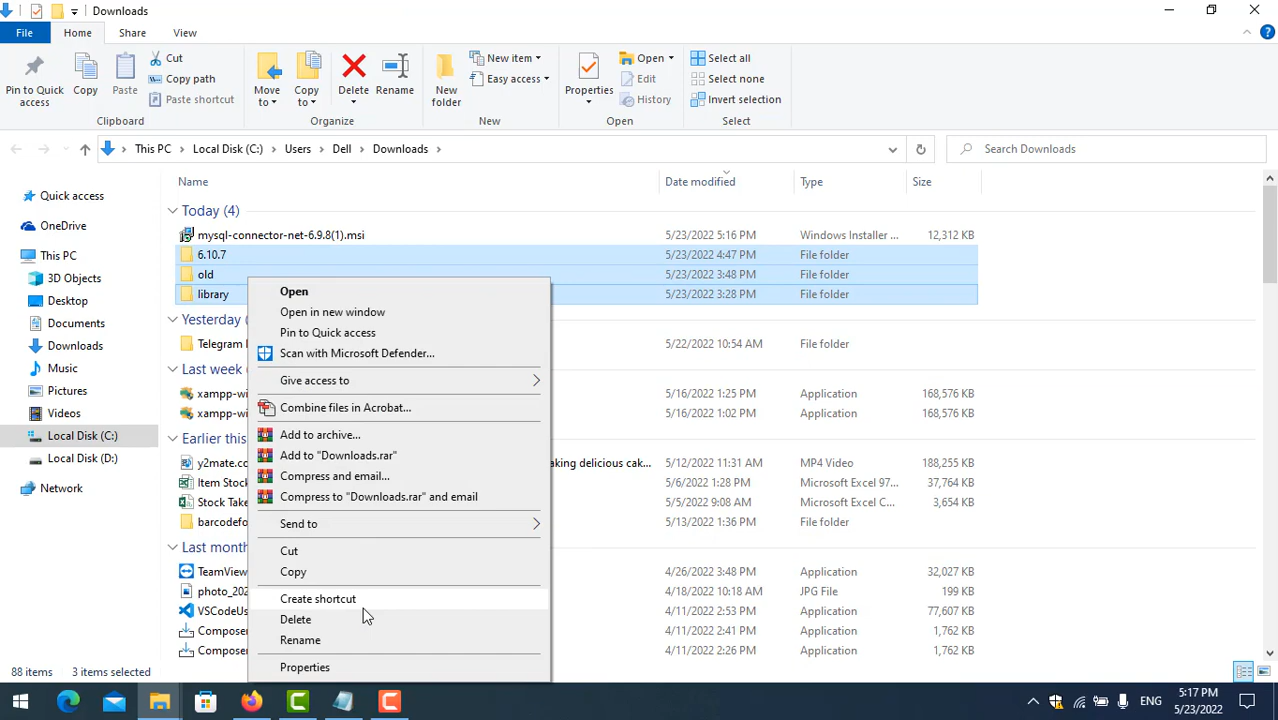 Downloads
File Home Share View
Pin to Quick access
Copy
Paste
Cut
Copy path
Paste shortcut
Clipboard
Move to
Copy to
Delete
Rename
Organize
New folder
New item
Easy access
New
Properties
Open
Edit
History
Open
Select all
Select none
Invert selection
Select
This PC Local Disk (C:) Users Dell Downloads
Search Downloads
Quick access
OneDrive
This PC
3D Objects
Desktop
Documents
Downloads
Music
Pictures
Videos
Local Disk (C:)
Local Disk (D:)
Network
Name Date modified Type Size
Today (4)
mysql-connector-net-6.9.8(1).msi 5/23/2022 5:16 PM Windows Installer ... 12,312 KB
6.10.7 5/23/2022 4:47 PM File folder
old 5/23/2022 3:48 PM File folder
library 5/23/2022 3:28 PM File folder
Yesterday (
Telegram 5/22/2022 10:54 AM File folder
Last week
xampp-wi 5/16/2022 1:25 PM Application 168,576 KB
xampp-wi 5/16/2022 1:02 PM Application 168,576 KB
Earlier this
y2mate.co aking delicious cak... 5/12/2022 11:31 AM MP4 Video 188,255 KB
Item Stock 5/6/2022 1:28 PM Microsoft Excel 97... 37,764 KB
Stock Take 5/5/2022 9:08 AM Microsoft Excel C... 3,654 KB
barcodefo 5/13/2022 1:36 PM File folder
Last month
TeamView 4/26/2022 3:48 PM Application 32,027 KB
photo_202 4/18/2022 10:18 AM JPG File 199 KB
VSCodeUs 4/11/2022 2:53 PM Application 77,607 KB
Compose 4/11/2022 2:41 PM Application 1,762 KB
Compose 4/11/2022 2:26 PM Application 1,762 KB
Open
Open in new window
Pin to Quick access
Scan with Microsoft Defender...
Give access to
Combine files in Acrobat...
Add to archive...
Add to "Downloads.rar"
Compress and email...
Compress to "Downloads.rar" and email
Send to
Cut
Copy
Create shortcut
Delete
Rename
Properties
88 items 3 items selected
ENG
5:17 PM
5/23/2022